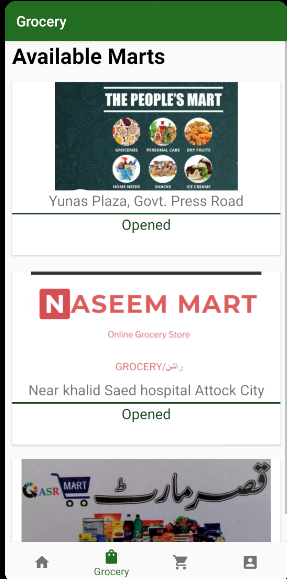 Grocery
Available Marts
THE PEOPLE'S MART
GROCERIES PERSONAL CARE DRY FRUITS
HOME NEEDS SNACKS ICE CREAMS
Yunas Plaza, Govt. Press Road
Opened
NASEEM MART
Online Grocery Store
GROCERY/راشن
Near khalid Saed hospital Attock City
Opened
QASR MART
قصر مارٹ
Grocery